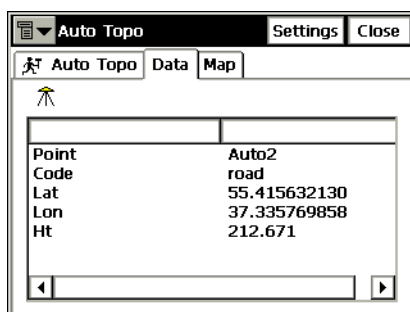 Auto Topo Settings Close
Auto Topo Data Map
Point Auto2
Code road
Lat 55.415632130
Lon 37.335769858
Ht 212.671